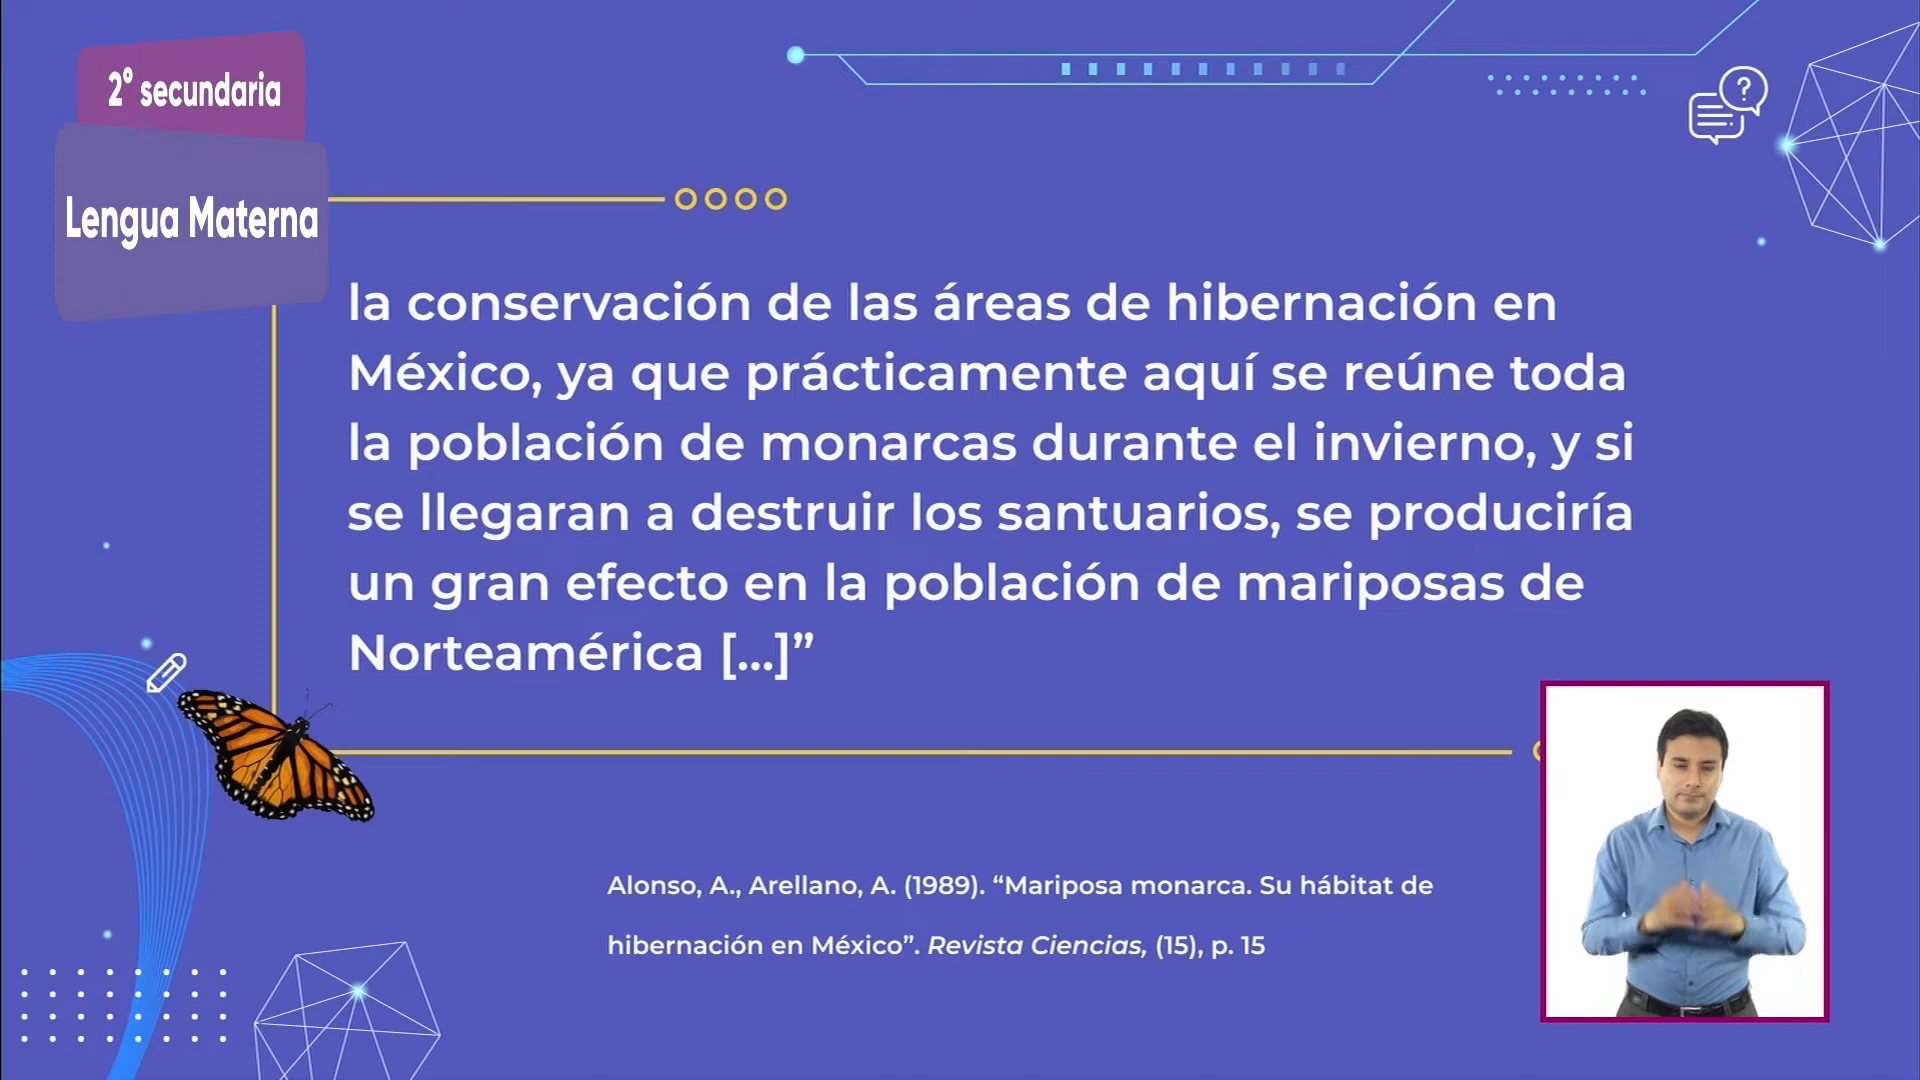 2° secundaria
Lengua Materna
la conservación de las áreas de hibernación en
México, ya que prácticamente aquí se reúne toda
la población de monarcas durante el invierno, y si
se llegaran a destruir los santuarios, se produciría
un gran efecto en la población de mariposas de
Norteamérica [...]”
Alonso, A., Arellano, A. (1989). “Mariposa monarca. Su hábitat de
hibernación en México”. Revista Ciencias, (15), p. 15